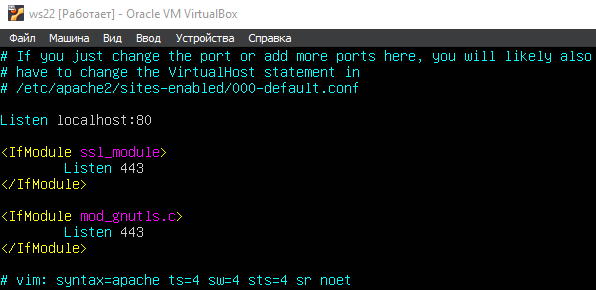 ws22 [Работает] - Oracle VM VirtualBox
Файл Машина Вид Ввод Устройства Справка
# If you just change the port or add more ports here, you will likely also
# have to change the VirtualHost statement in
# /etc/apache2/sites-enabled/000-default.conf
Listen localhost:80
<IfModule ssl_module>
Listen 443
</IfModule>
<IfModule mod_gnutls.c>
Listen 443
</IfModule>
# vim: syntax=apache ts=4 sw=4 sts=4 sr noet